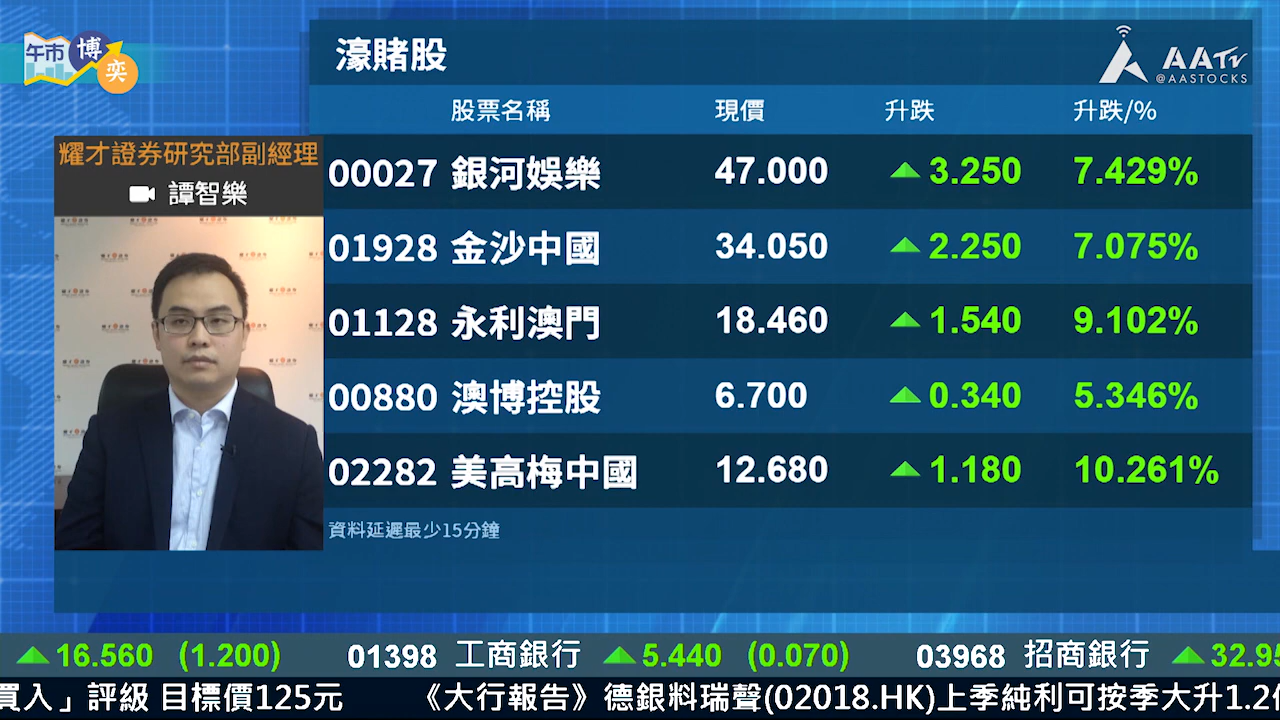 午市
博
奕
濠賭股
AATV
@AASTOCKS
股票名稱 現價 升跌 升跌/%
耀才證券研究部副經理
譚智樂
00027 銀河娛樂 47.000 3.250 7.429%
01928 金沙中國 34.050 2.250 7.075%
01128 永利澳門 18.460 1.540 9.102%
00880 澳博控股 6.700 0.340 5.346%
02282 美高梅中國 12.680 1.180 10.261%
資料延遲最少15分鐘
16.560 (1.200) 01398 工商銀行 5.440 (0.070) 03968 招商銀行 32.95
買入」評級 目標價125元 《大行報告》德銀料瑞聲(02018.HK)上季純利可按季大升1.2倍